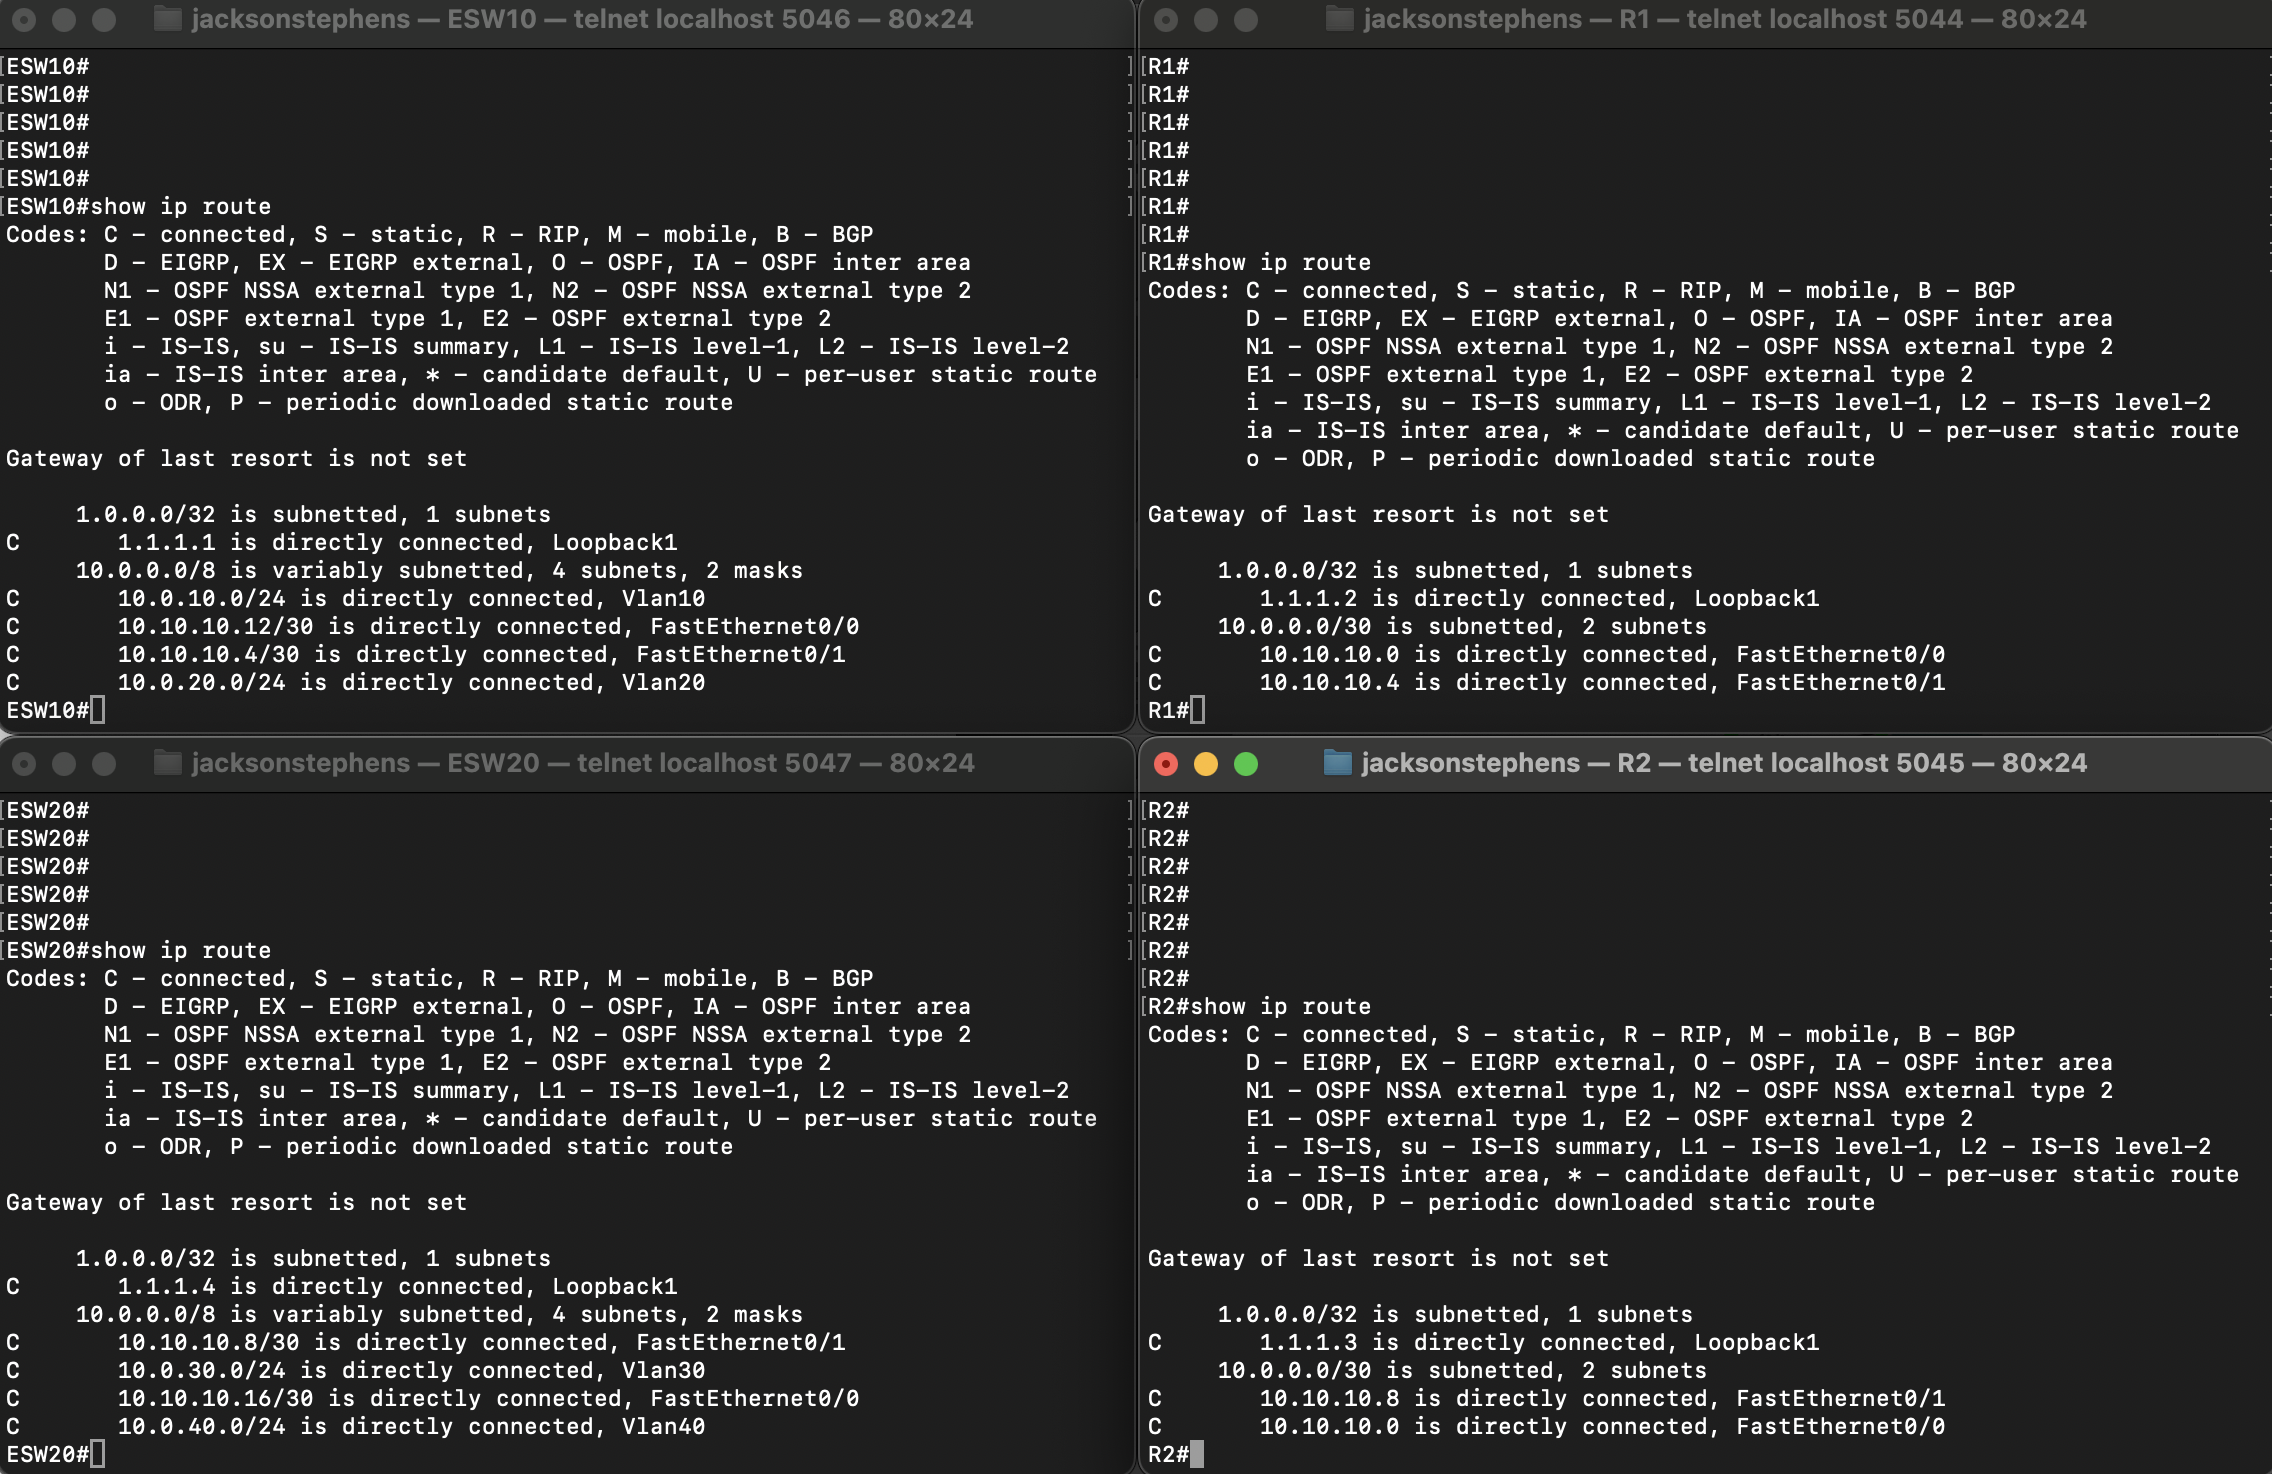 jacksonstephens — ESW10 — telnet localhost 5046 — 80×24
ESW10#
ESW10#
ESW10#
ESW10#
ESW10#
ESW10#show ip route
Codes: C - connected, S - static, R - RIP, M - mobile, B - BGP
       D - EIGRP, EX - EIGRP external, O - OSPF, IA - OSPF inter area
       N1 - OSPF NSSA external type 1, N2 - OSPF NSSA external type 2
       E1 - OSPF external type 1, E2 - OSPF external type 2
       i - IS-IS, su - IS-IS summary, L1 - IS-IS level-1, L2 - IS-IS level-2
       ia - IS-IS inter area, * - candidate default, U - per-user static route
       o - ODR, P - periodic downloaded static route
Gateway of last resort is not set
     1.0.0.0/32 is subnetted, 1 subnets
C       1.1.1.1 is directly connected, Loopback1
     10.0.0.0/8 is variably subnetted, 4 subnets, 2 masks
C       10.0.10.0/24 is directly connected, Vlan10
C       10.10.10.12/30 is directly connected, FastEthernet0/0
C       10.10.10.4/30 is directly connected, FastEthernet0/1
C       10.0.20.0/24 is directly connected, Vlan20
ESW10#
jacksonstephens — R1 — telnet localhost 5044 — 80×24
R1#
R1#
R1#
R1#
R1#
R1#
R1#
R1#show ip route
Codes: C - connected, S - static, R - RIP, M - mobile, B - BGP
       D - EIGRP, EX - EIGRP external, O - OSPF, IA - OSPF inter area
       N1 - OSPF NSSA external type 1, N2 - OSPF NSSA external type 2
       E1 - OSPF external type 1, E2 - OSPF external type 2
       i - IS-IS, su - IS-IS summary, L1 - IS-IS level-1, L2 - IS-IS level-2
       ia - IS-IS inter area, * - candidate default, U - per-user static route
       o - ODR, P - periodic downloaded static route
Gateway of last resort is not set
     1.0.0.0/32 is subnetted, 1 subnets
C       1.1.1.2 is directly connected, Loopback1
     10.0.0.0/30 is subnetted, 2 subnets
C       10.10.10.0 is directly connected, FastEthernet0/0
C       10.10.10.4 is directly connected, FastEthernet0/1
R1#
jacksonstephens — ESW20 — telnet localhost 5047 — 80×24
ESW20#
ESW20#
ESW20#
ESW20#
ESW20#
ESW20#show ip route
Codes: C - connected, S - static, R - RIP, M - mobile, B - BGP
       D - EIGRP, EX - EIGRP external, O - OSPF, IA - OSPF inter area
       N1 - OSPF NSSA external type 1, N2 - OSPF NSSA external type 2
       E1 - OSPF external type 1, E2 - OSPF external type 2
       i - IS-IS, su - IS-IS summary, L1 - IS-IS level-1, L2 - IS-IS level-2
       ia - IS-IS inter area, * - candidate default, U - per-user static route
       o - ODR, P - periodic downloaded static route
Gateway of last resort is not set
     1.0.0.0/32 is subnetted, 1 subnets
C       1.1.1.4 is directly connected, Loopback1
     10.0.0.0/8 is variably subnetted, 4 subnets, 2 masks
C       10.10.10.8/30 is directly connected, FastEthernet0/1
C       10.0.30.0/24 is directly connected, Vlan30
C       10.10.10.16/30 is directly connected, FastEthernet0/0
C       10.0.40.0/24 is directly connected, Vlan40
ESW20#
jacksonstephens — R2 — telnet localhost 5045 — 80×24
R2#
R2#
R2#
R2#
R2#
R2#
R2#
R2#show ip route
Codes: C - connected, S - static, R - RIP, M - mobile, B - BGP
       D - EIGRP, EX - EIGRP external, O - OSPF, IA - OSPF inter area
       N1 - OSPF NSSA external type 1, N2 - OSPF NSSA external type 2
       E1 - OSPF external type 1, E2 - OSPF external type 2
       i - IS-IS, su - IS-IS summary, L1 - IS-IS level-1, L2 - IS-IS level-2
       ia - IS-IS inter area, * - candidate default, U - per-user static route
       o - ODR, P - periodic downloaded static route
Gateway of last resort is not set
     1.0.0.0/32 is subnetted, 1 subnets
C       1.1.1.3 is directly connected, Loopback1
     10.0.0.0/30 is subnetted, 2 subnets
C       10.10.10.8 is directly connected, FastEthernet0/1
C       10.10.10.0 is directly connected, FastEthernet0/0
R2#